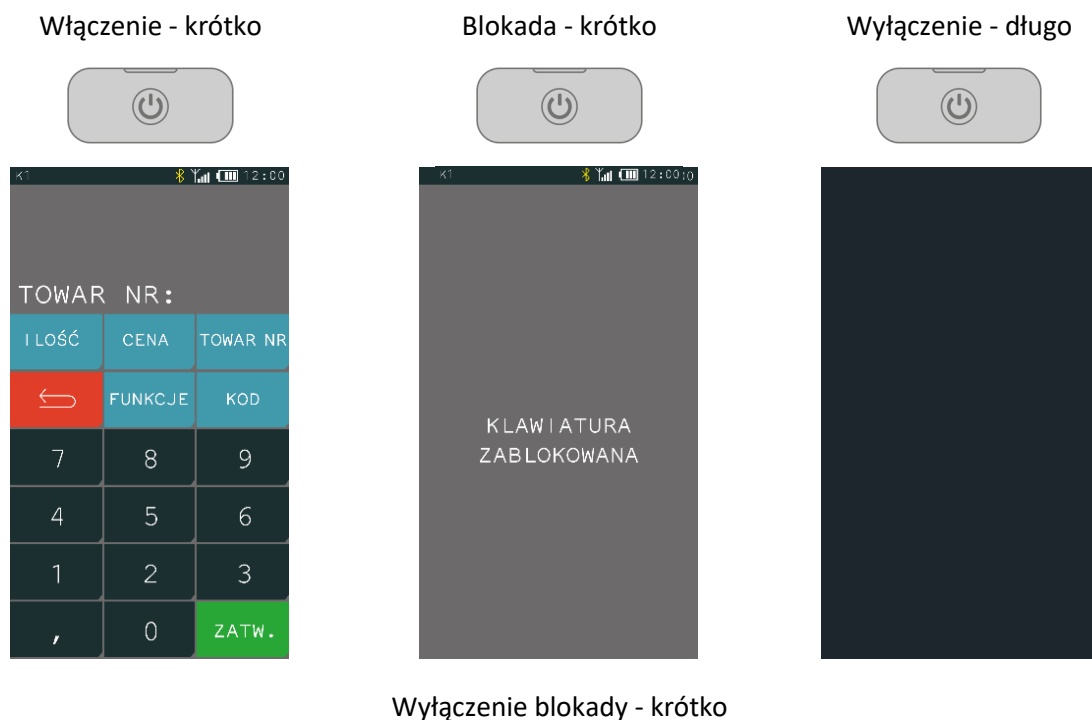 Włączenie - krótko
Blokada - krótko
Wyłączenie - długo
K1 12:00
TOWAR NR:
ILOŚĆ CENA TOWAR NR
FUNKCJE KOD
7 8 9
4 5 6
1 2 3
, 0 ZATW.
K1 12:00:0
KLAWIATURA
ZABLOKOWANA
Wyłączenie blokady - krótko